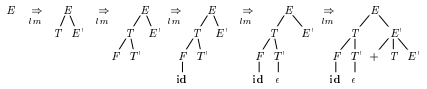 E ⇒ E ⇒ E ⇒ E ⇒ E ⇒ E
lm lm lm lm lm
T E' T E' T E' T E' T E'
F T' F T' F T' F T' + T E'
id id ϵ id ϵ